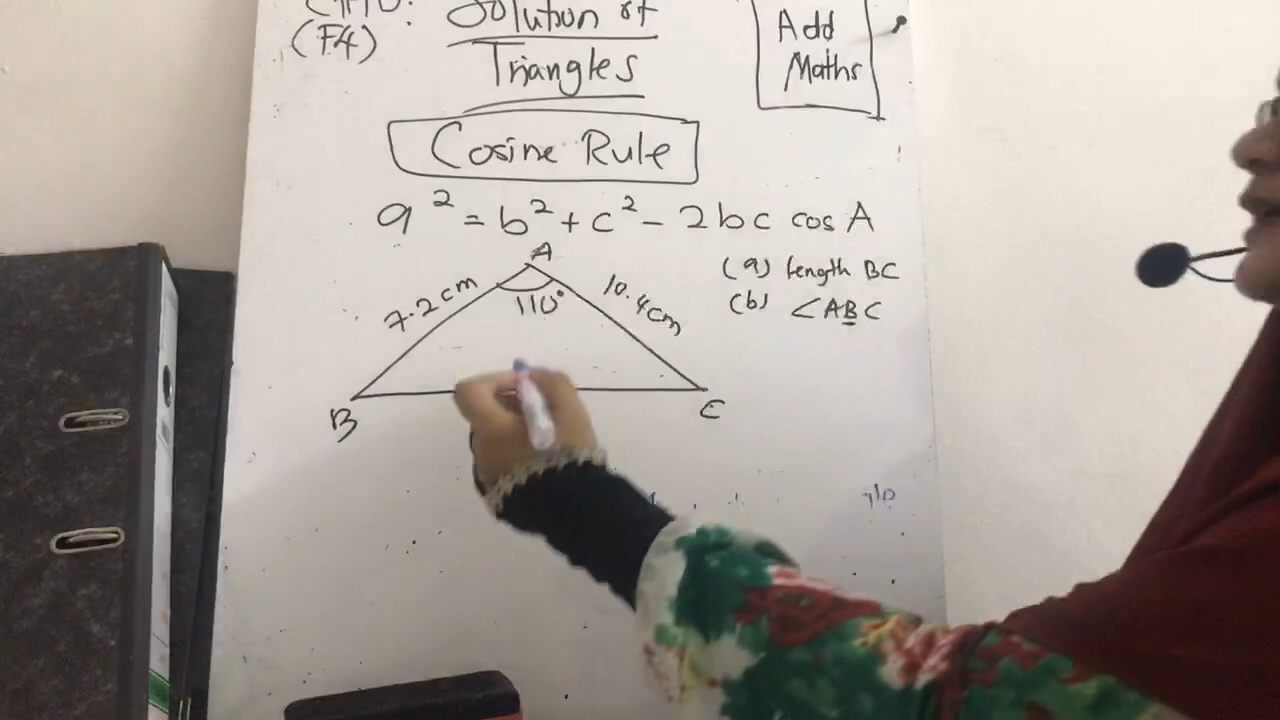 (F4) Solution of
Triangles
Add
Maths
Cosine Rule
a² = b² + c² - 2bc cos A
A
7.2cm
110°
10.4cm
B
C
(a) length BC
(b) ∠ABC